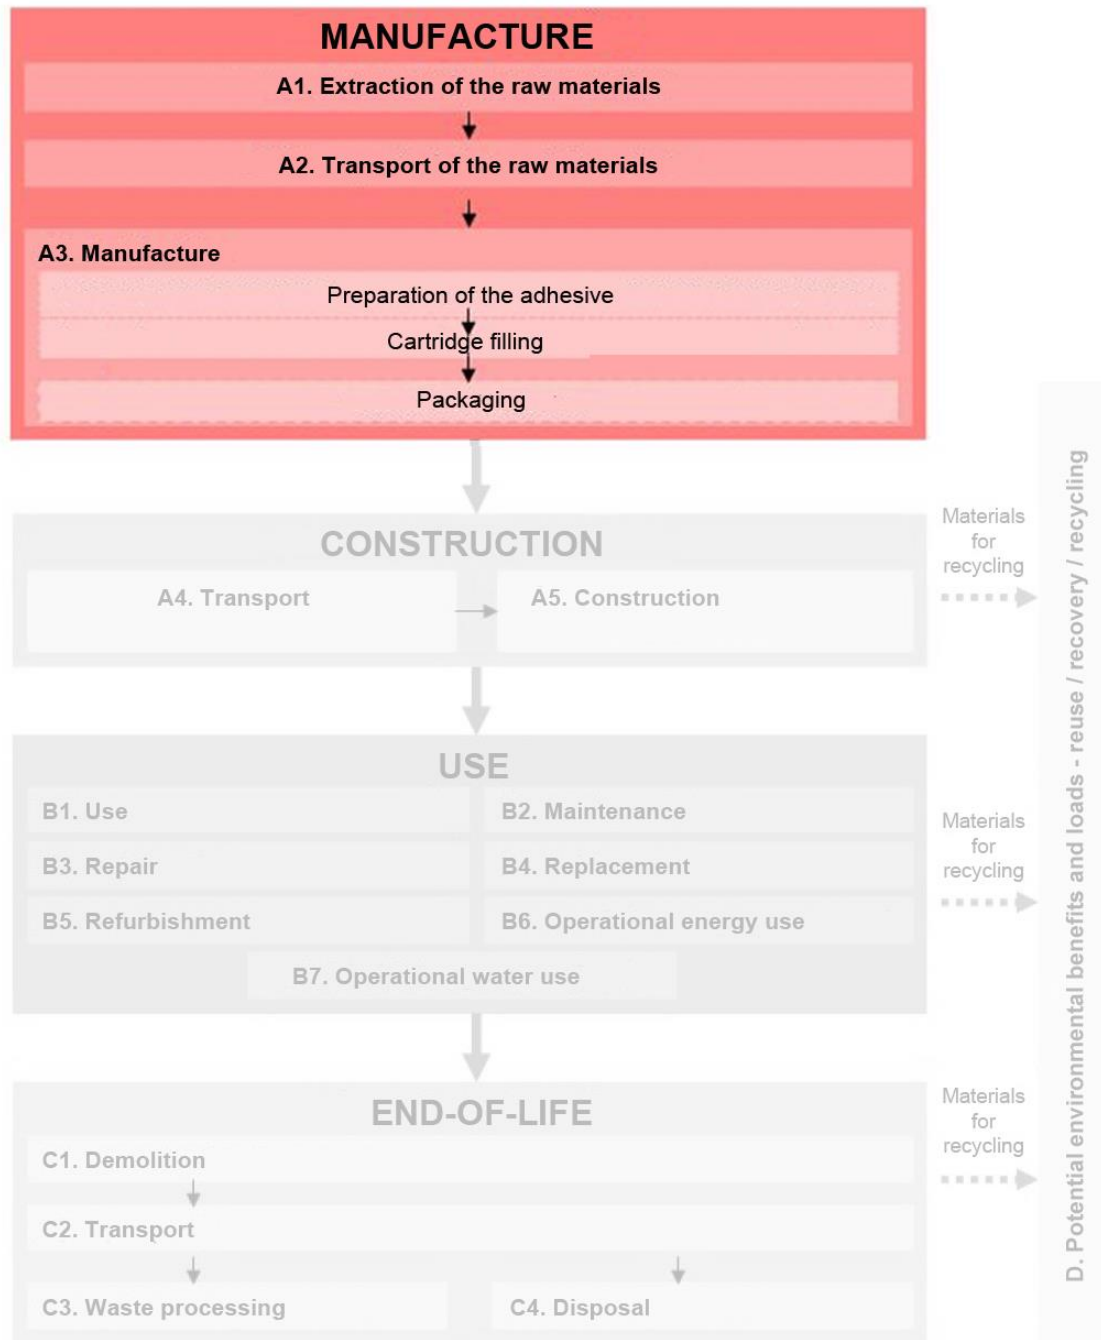 MANUFACTURE
A1. Extraction of the raw materials
A2. Transport of the raw materials
A3. Manufacture
Preparation of the adhesive
Cartridge filling
Packaging
CONSTRUCTION
A4. Transport
A5. Construction
Materials
for
recycling
USE
B1. Use
B2. Maintenance
B3. Repair
B4. Replacement
B5. Refurbishment
B6. Operational energy use
B7. Operational water use
Materials
for
recycling
END-OF-LIFE
C1. Demolition
C2. Transport
C3. Waste processing
C4. Disposal
Materials
for
recycling
D. Potential environmental benefits and loads - reuse / recovery / recycling